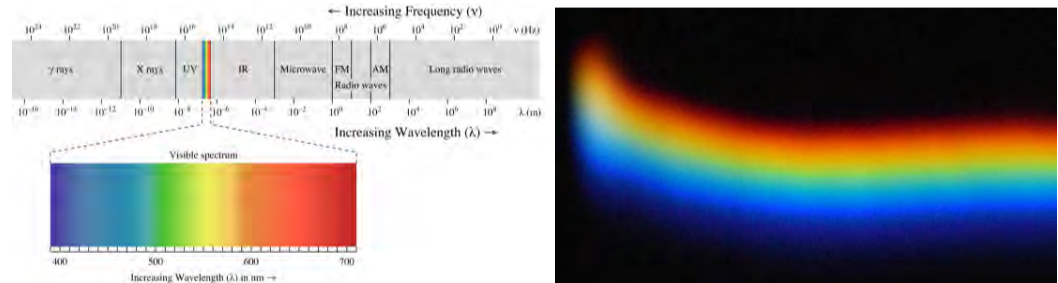 ← Increasing Frequency (ν)
10²⁴ 10²² 10²⁰ 10¹⁸ 10¹⁶ 10¹⁴ 10¹² 10¹⁰ 10⁸ 10⁶ 10⁴ 10² 10⁰ ν (Hz)
γ rays X rays UV IR Microwave FM AM Long radio waves
Radio waves
10⁻¹⁶ 10⁻¹⁴ 10⁻¹² 10⁻¹⁰ 10⁻⁸ 10⁻⁶ 10⁻⁴ 10⁻² 10⁰ 10² 10⁴ 10⁶ 10⁸ λ (m)
Increasing Wavelength (λ) →
Visible spectrum
400 500 600 700
Increasing Wavelength (λ) in nm →